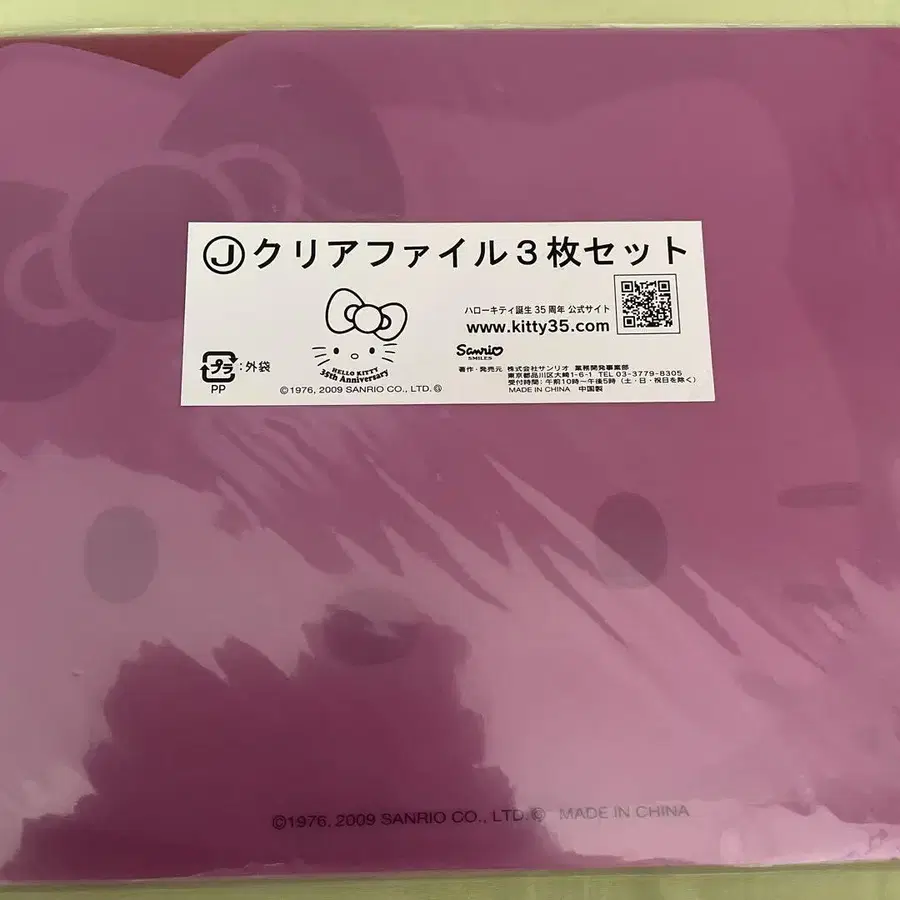 Ⓙクリアファイル3枚セット
ハローキティ誕生35周年 公式サイト
www.kitty35.com
HELLO KITTY
35th Anniversary
©1976, 2009 SANRIO CO., LTD.Ⓖ
プラ:外袋
PP
Sanrio
SMILES
著作・発売元 株式会社サンリオ 業務開発事業部
東京都品川区大崎1-6-1 TEL 03-3779-8305
受付時間:午前10時~午後5時(土・日・祝日を除く)
MADE IN CHINA 中国製
©1976, 2009 SANRIO CO., LTD.Ⓖ MADE IN CHINA